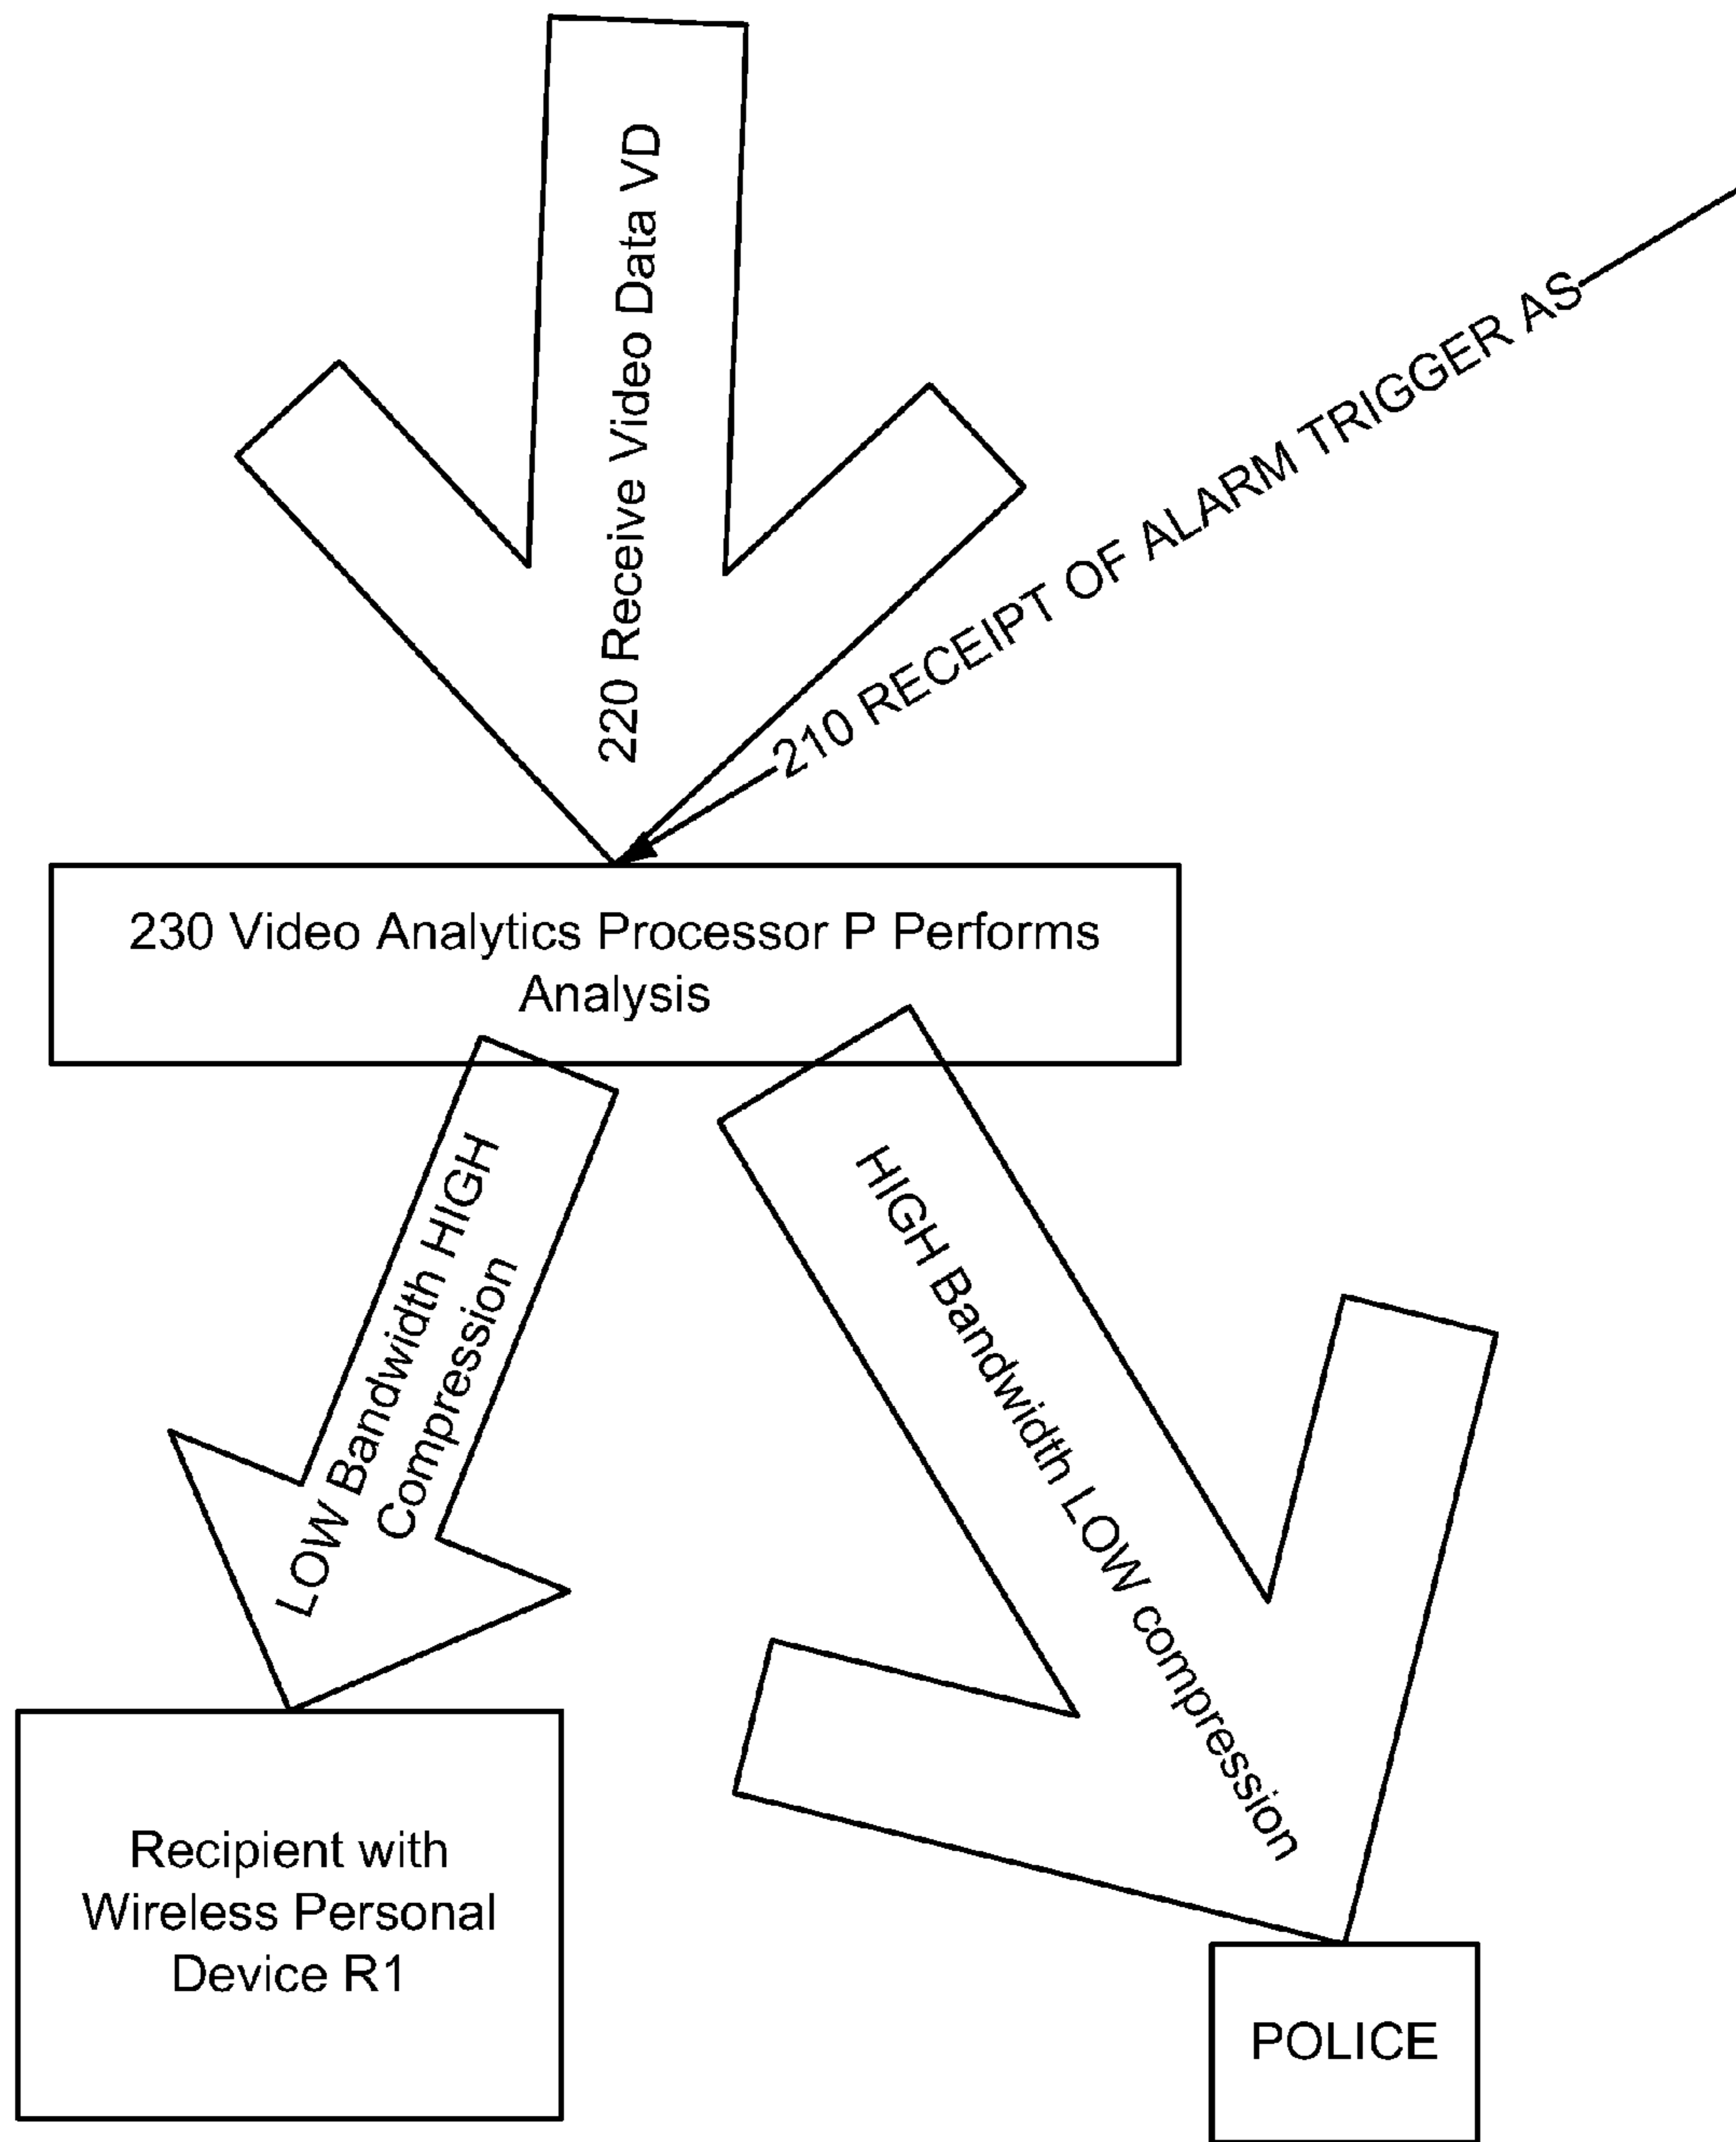 220 Receive Video Data VD
210 RECEIPT OF ALARM TRIGGER AS
230 Video Analytics Processor P Performs
Analysis
LOW Bandwidth HIGH
Compression
HIGH Bandwidth LOW compression
Recipient with
Wireless Personal
Device R1
POLICE